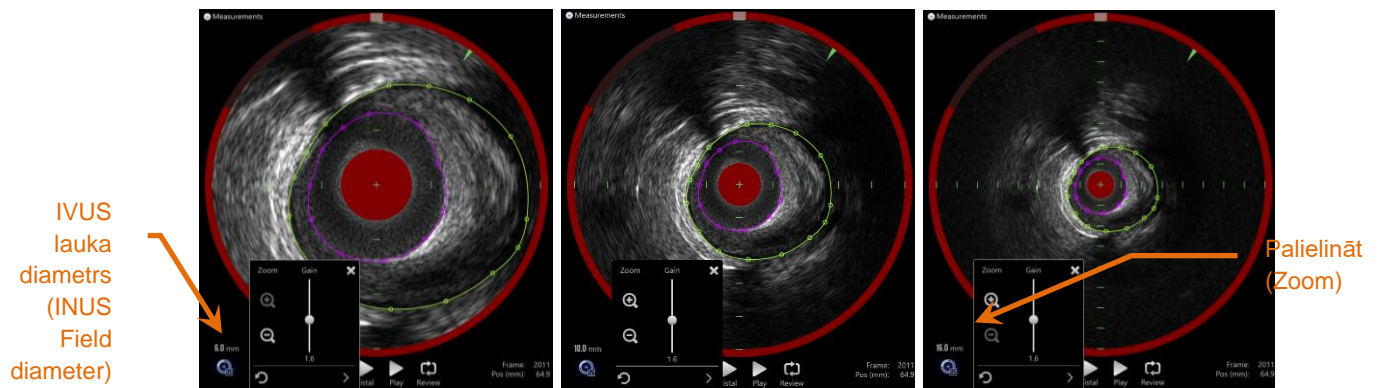 IVUS
lauka
diametrs
(INUS
Field
diameter)
Measurements
Zoom Gain
1.6
6.0 mm
istal Play Review
Frame: 2011
Pos (mm): 64.9
Measurements
Zoom Gain
1.6
10.0 mm
istal Play Review
Frame: 2011
Pos (mm): 64.9
Measurements
Zoom Gain
1.6
16.0 mm
istal Play Review
Frame: 2011
Pos (mm): 64.9
Palielināt
(Zoom)